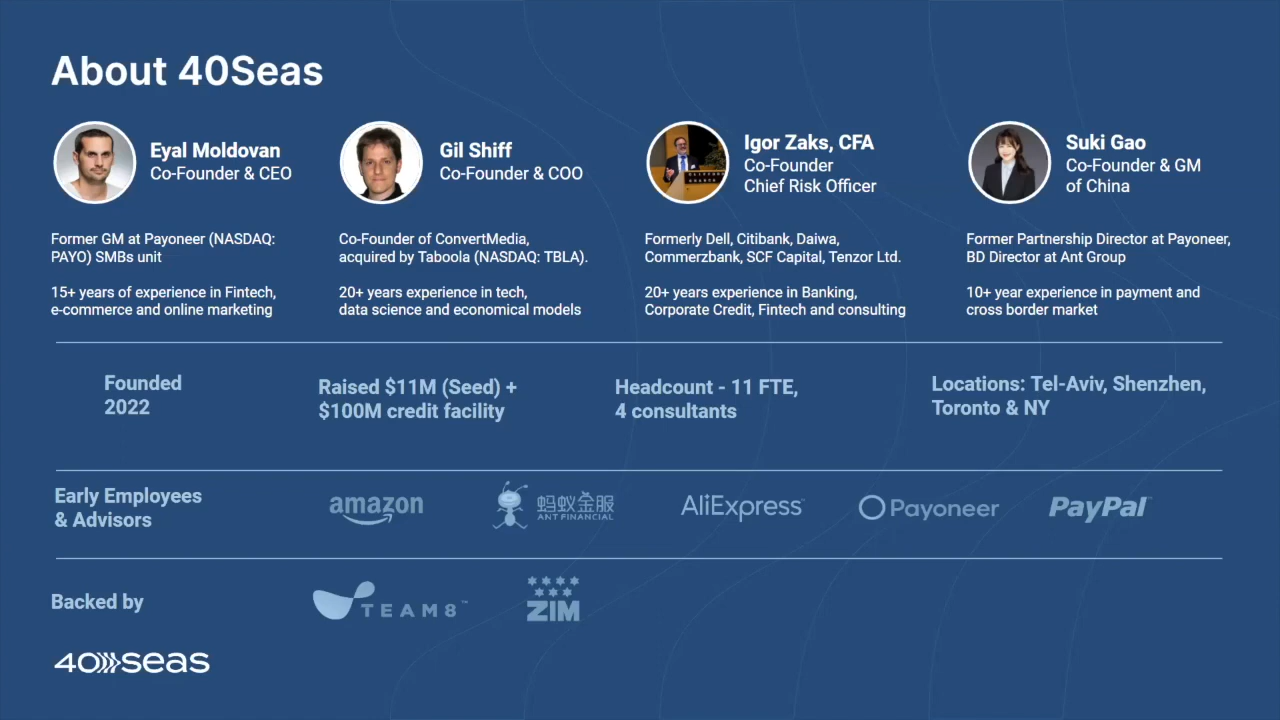 About 40Seas
Eyal Moldovan
Co-Founder & CEO
Former GM at Payoneer (NASDAQ:
PAYO) SMBs unit
15+ years of experience in Fintech,
e-commerce and online marketing
Gil Shiff
Co-Founder & COO
Co-Founder of ConvertMedia,
acquired by Taboola (NASDAQ: TBLA).
20+ years experience in tech,
data science and economical models
Igor Zaks, CFA
Co-Founder
Chief Risk Officer
Formerly Dell, Citibank, Daiwa,
Commerzbank, SCF Capital, Tenzor Ltd.
20+ years experience in Banking,
Corporate Credit, Fintech and consulting
Suki Gao
Co-Founder & GM
of China
Former Partnership Director at Payoneer,
BD Director at Ant Group
10+ year experience in payment and
cross border market
Founded
2022
Raised $11M (Seed) +
$100M credit facility
Headcount - 11 FTE,
4 consultants
Locations: Tel-Aviv, Shenzhen,
Toronto & NY
Early Employees
& Advisors
amazon
蚂蚁金服
ANT FINANCIAL
AliExpress™
Payoneer
PayPal™
Backed by
TEAM8™
ZIM
40seas